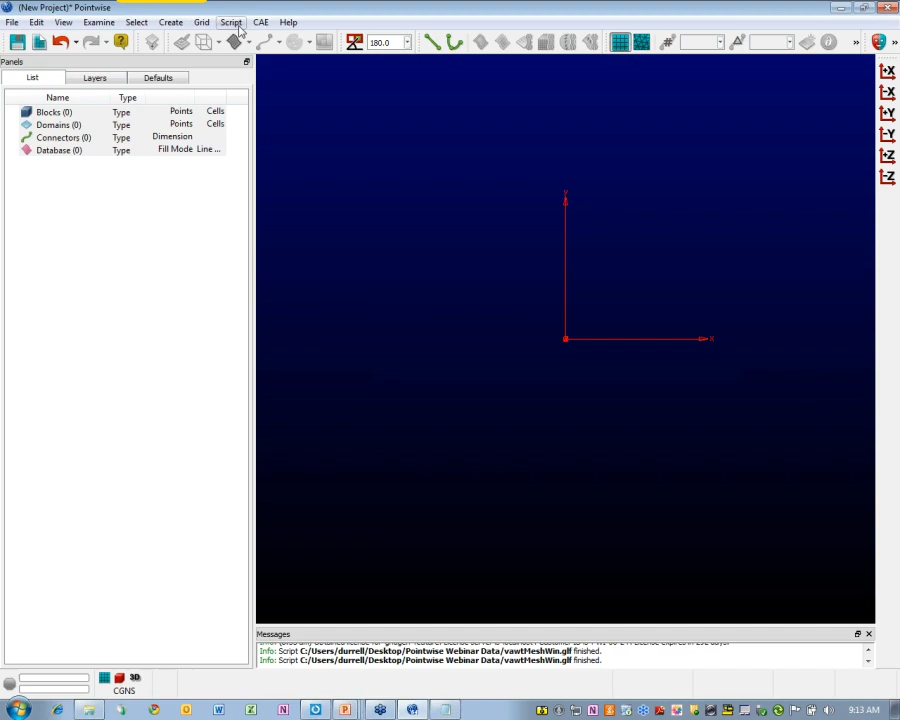 (New Project)* Pointwise
File Edit View Examine Select Create Grid Script CAE Help
180.0
Panels
List Layers Defaults
Name Type
Blocks (0) Type Points Cells
Domains (0) Type Points Cells
Connectors (0) Type Dimension
Database (0) Type Fill Mode Line ...
Y
X
+X
-X
+Y
-Y
+Z
-Z
Messages
Info: Script C:/Users/durrell/Desktop/Pointwise Webinar Data/vawtMeshWin.glf finished.
Info: Script C:/Users/durrell/Desktop/Pointwise Webinar Data/vawtMeshWin.glf finished.
3D
CGNS
9:13 AM